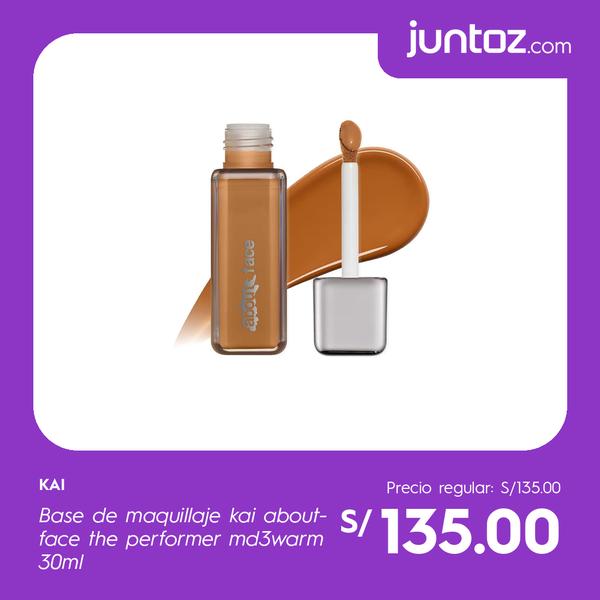 juntoz.com
about face
KAI
Precio regular: S/135.00
Base de maquillaje kai about-
face the performer md3warm
30ml
S/ 135.00